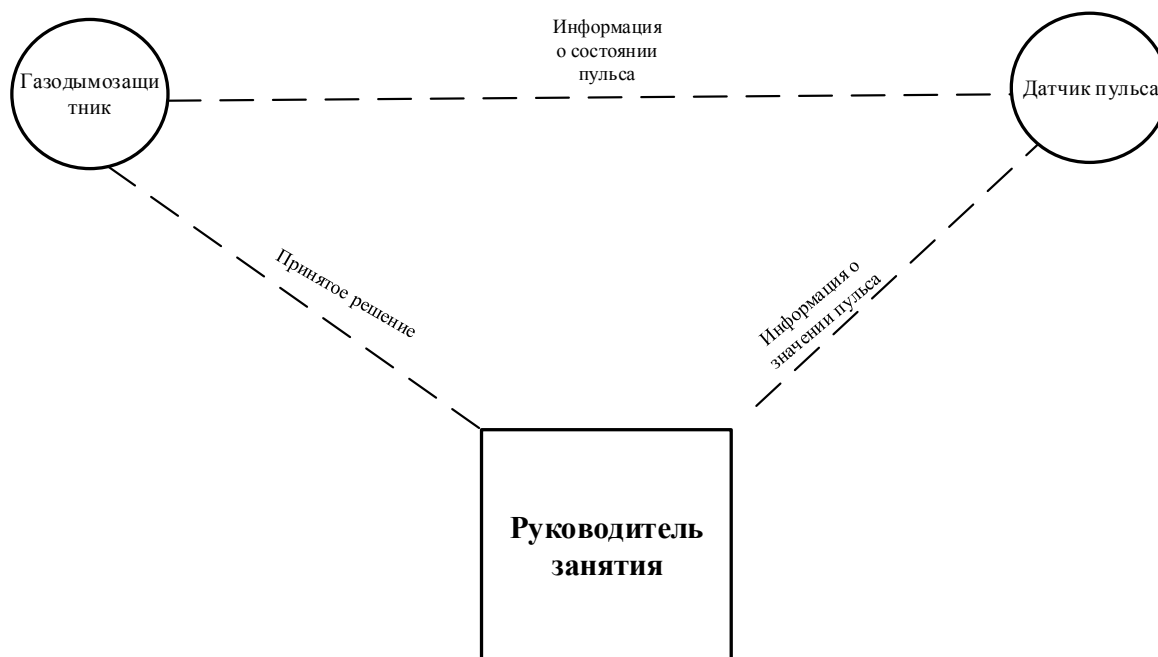 Информация
о состоянии
пульса
Газодымозащи
тник
Датчик пульса
Принятое решение
Информация о
значении пульса
Руководитель
занятия